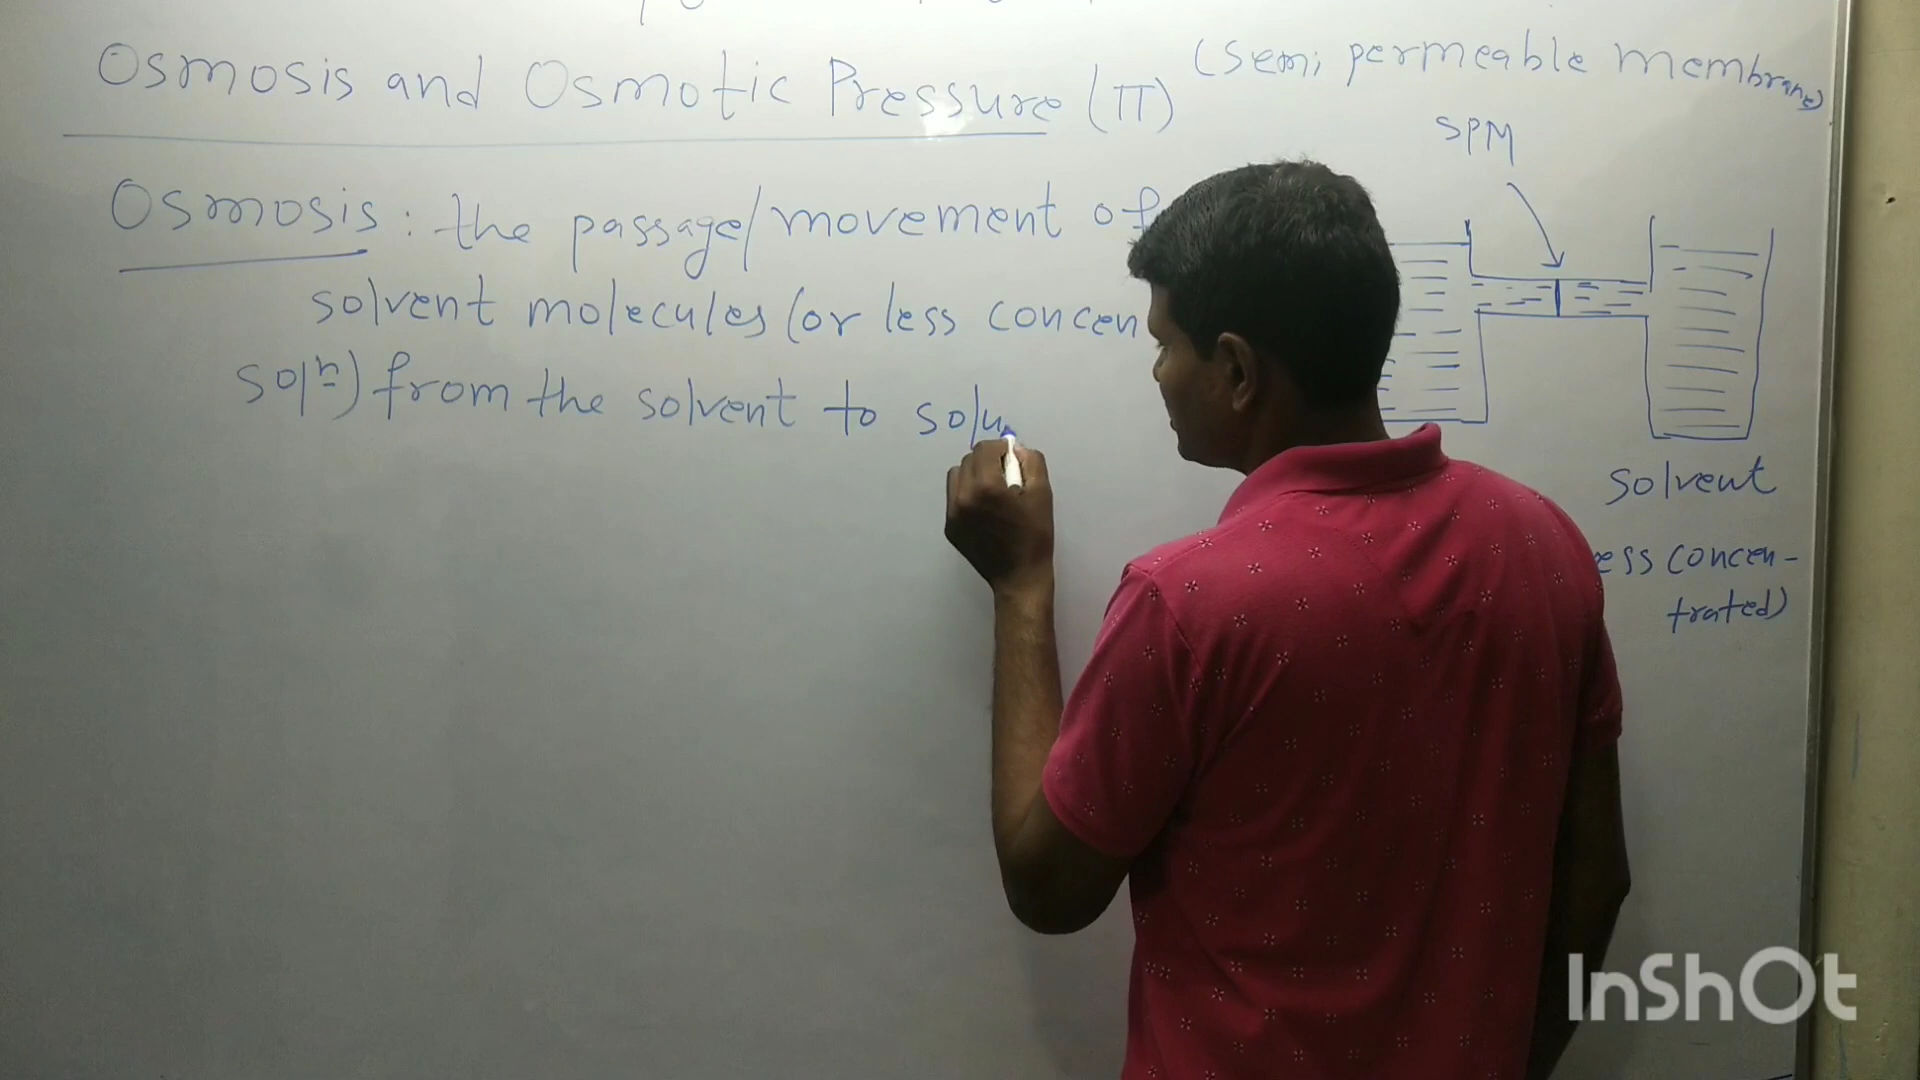 Osmosis and Osmotic Pressure (π)
Osmosis: the passage/movement of
solvent molecules (or less concen
solⁿ) from the solvent to solu
(Semi permeable membrane)
SPM
solvent
ess concen-
trated)
InShOt